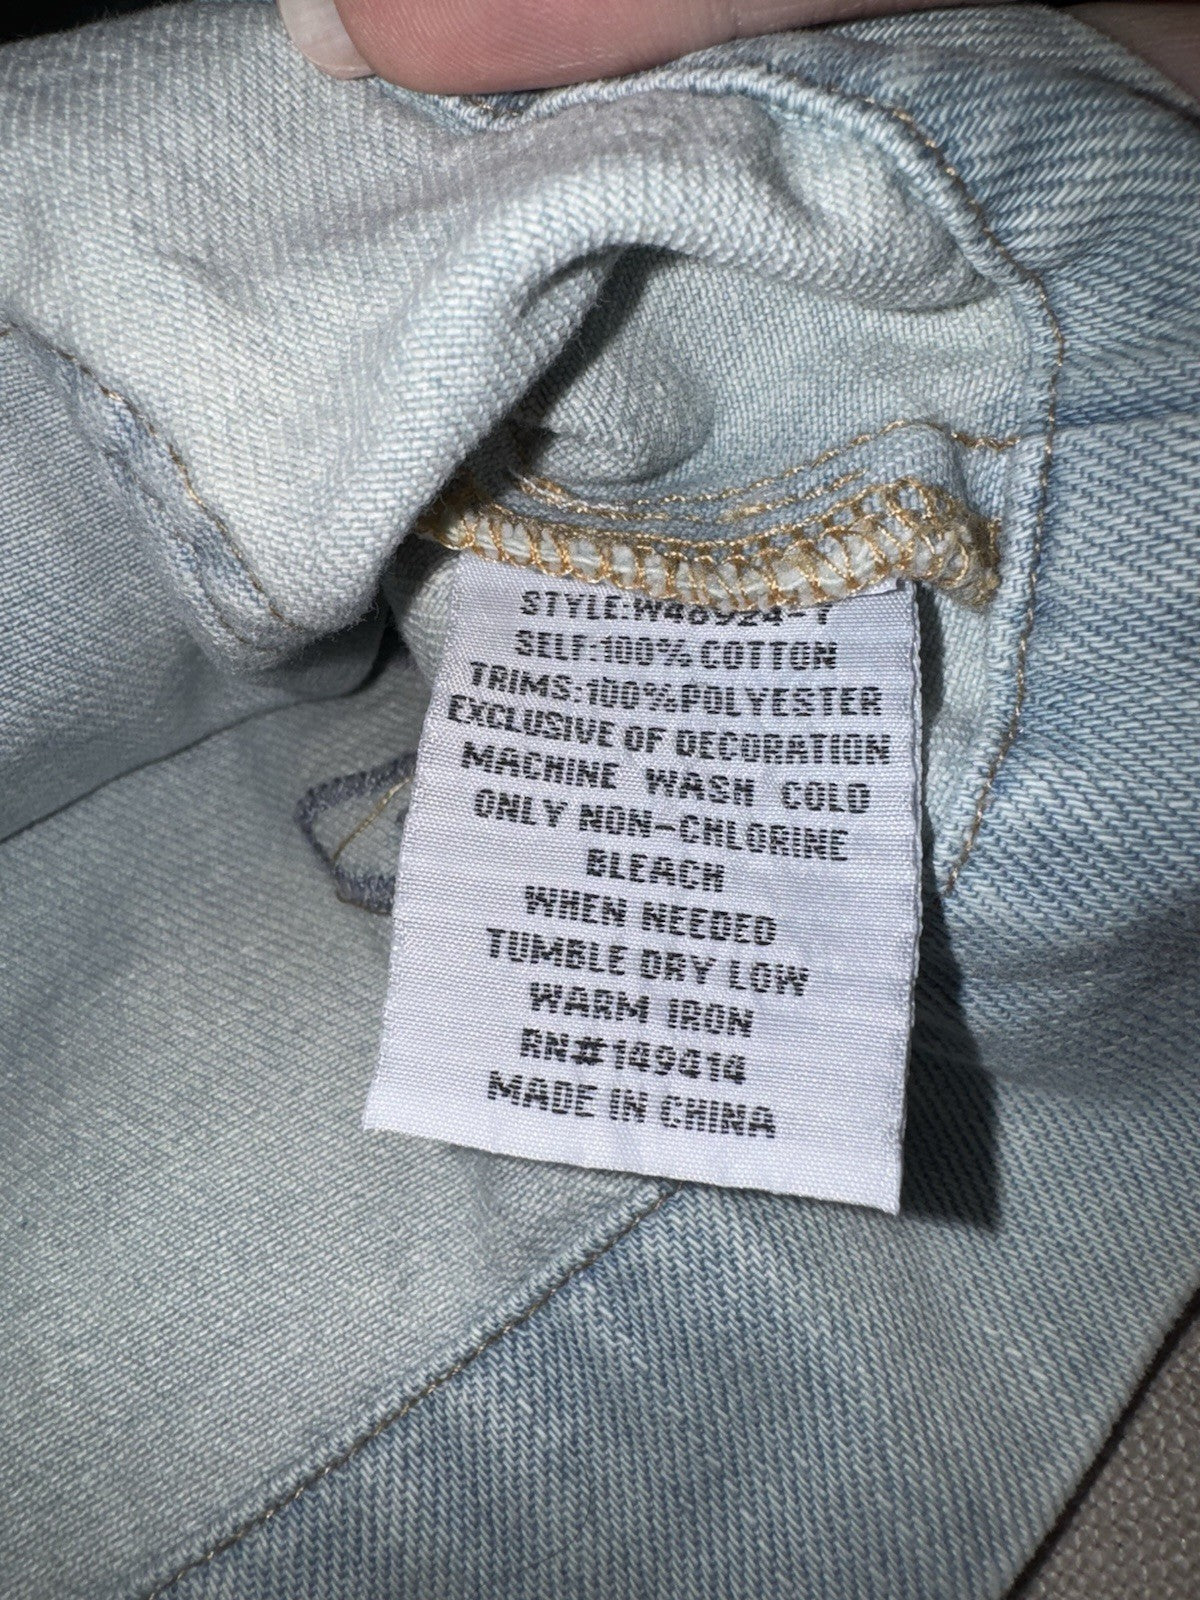 STYLE:W46924-Y
SELF:100% COTTON
TRIMS:100%POLYESTER
EXCLUSIVE OF DECORATION
MACHINE WASH COLD
ONLY NON-CHLORINE
BLEACH
WHEN NEEDED
TUMBLE DRY LOW
WARM IRON
RN#149414
MADE IN CHINA